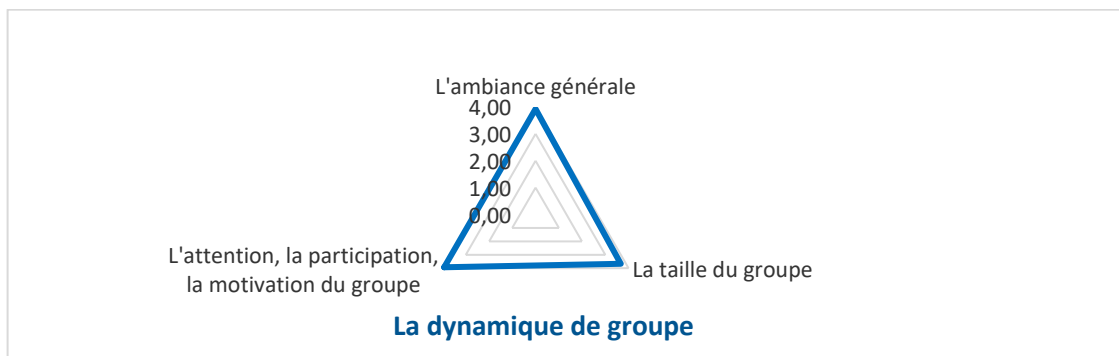 L'ambiance générale
4,00
3,00
2,00
1,00
0,00
L'attention, la participation,
la motivation du groupe
La taille du groupe
La dynamique de groupe